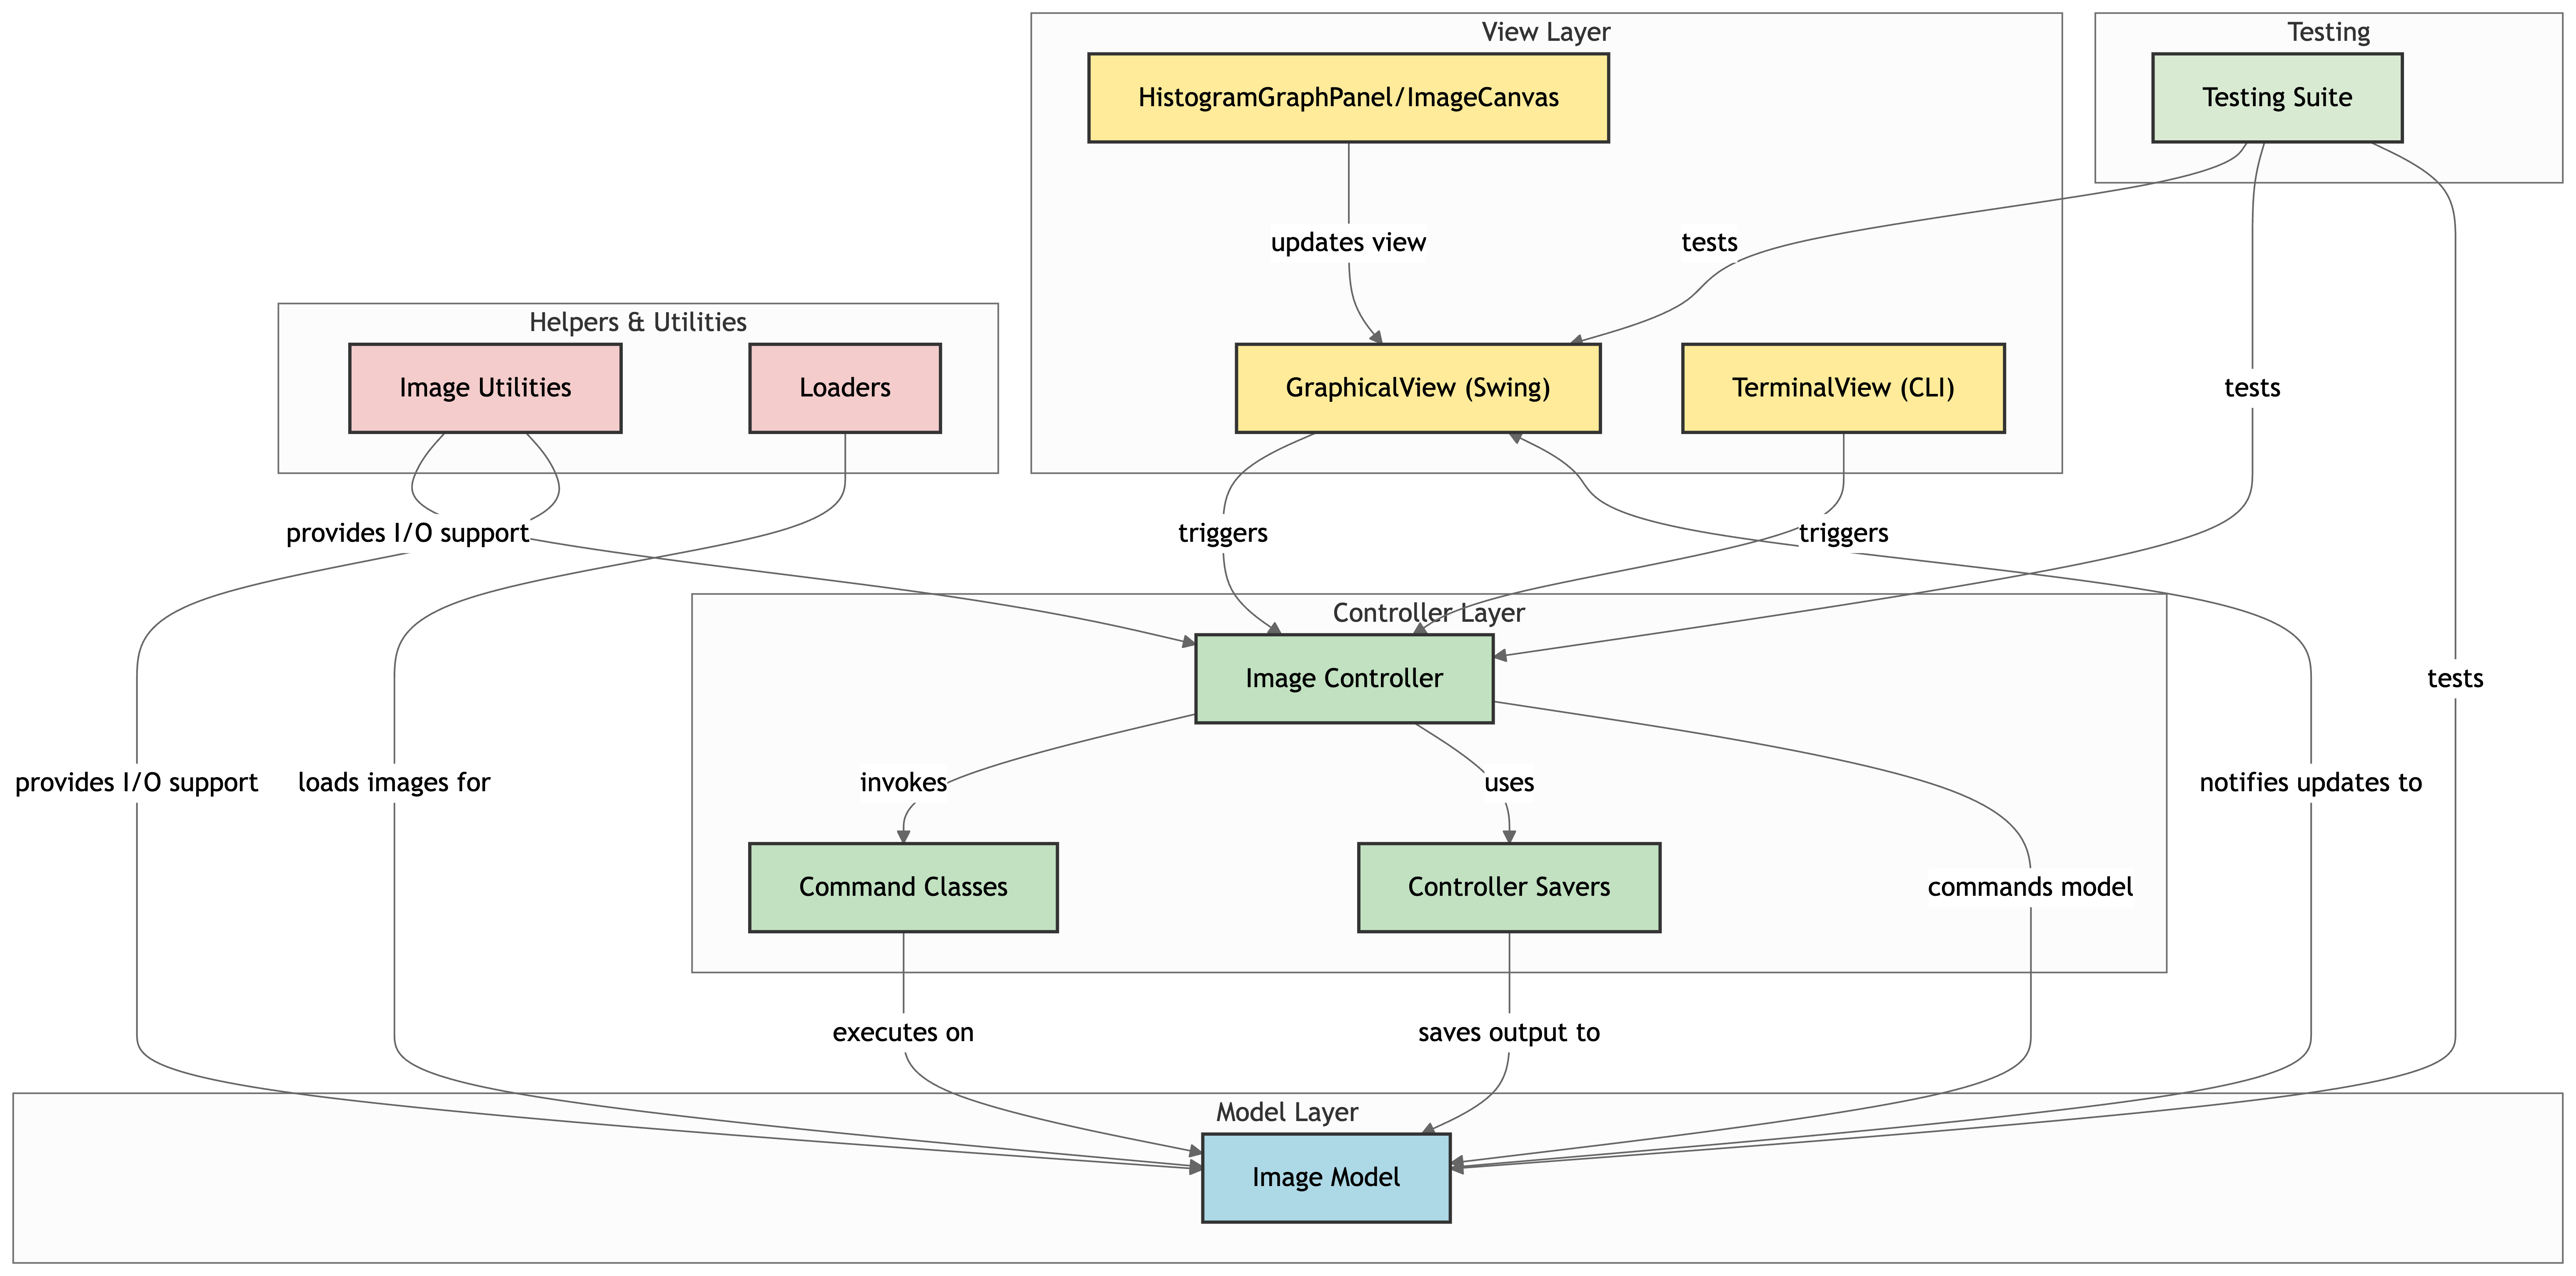 View Layer
Testing
HistogramGraphPanel/ImageCanvas
Testing Suite
updates view
tests
Helpers & Utilities
Image Utilities
Loaders
GraphicalView (Swing)
TerminalView (CLI)
tests
provides I/O support
triggers
triggers
Controller Layer
Image Controller
tests
provides I/O support
loads images for
invokes
uses
notifies updates to
Command Classes
Controller Savers
commands model
executes on
saves output to
Model Layer
Image Model